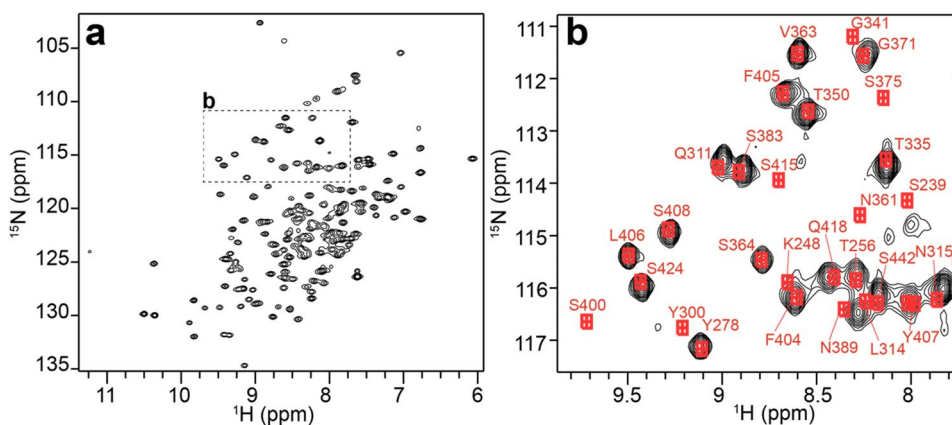 a
b
105
110
115
120
125
130
135
15N (ppm)
11
10
9
8
7
6
1H (ppm)
b
111
112
113
114
115
116
117
15N (ppm)
9.5
9
8.5
8
1H (ppm)
G341
V363
G371
F405
S375
T350
S383
T335
Q311
S415
S239
N361
S408
Q418
L406
S364
K248
T256
N315
S424
S442
S400
Y300
Y278
F404
N389
L314
Y407